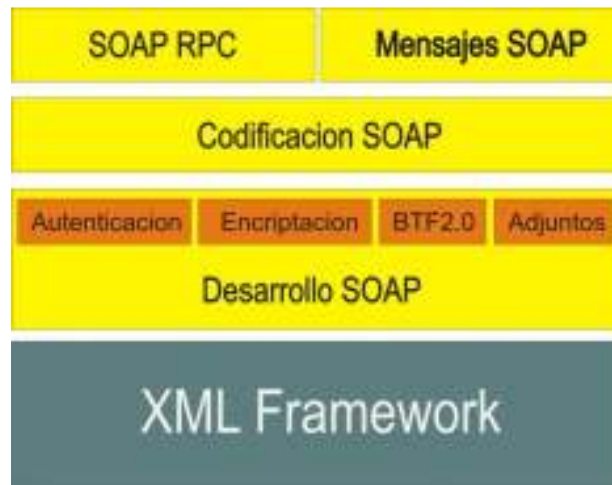 SOAP RPC Mensajes SOAP
Codificacion SOAP
Autenticacion Encriptacion BTF2.0 Adjuntos
Desarrollo SOAP
XML Framework